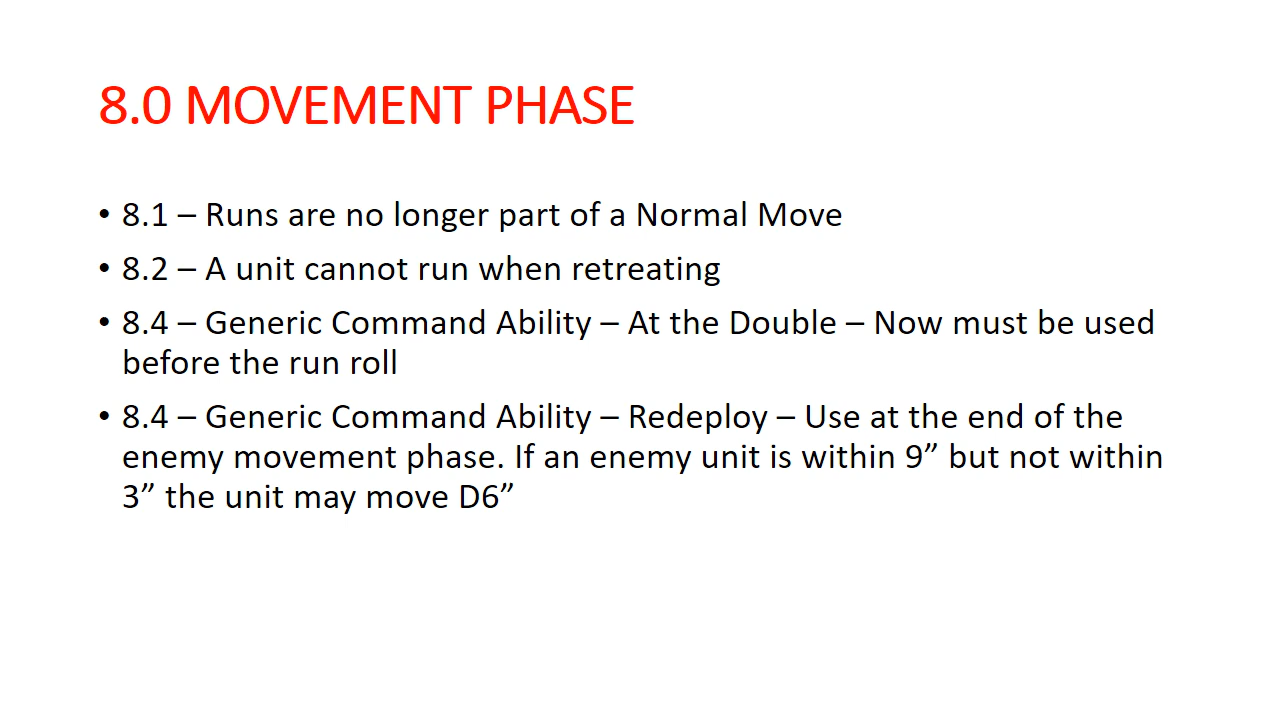 8.0 MOVEMENT PHASE
• 8.1 – Runs are no longer part of a Normal Move
• 8.2 – A unit cannot run when retreating
• 8.4 – Generic Command Ability – At the Double – Now must be used
before the run roll
• 8.4 – Generic Command Ability – Redeploy – Use at the end of the
enemy movement phase. If an enemy unit is within 9” but not within
3” the unit may move D6”